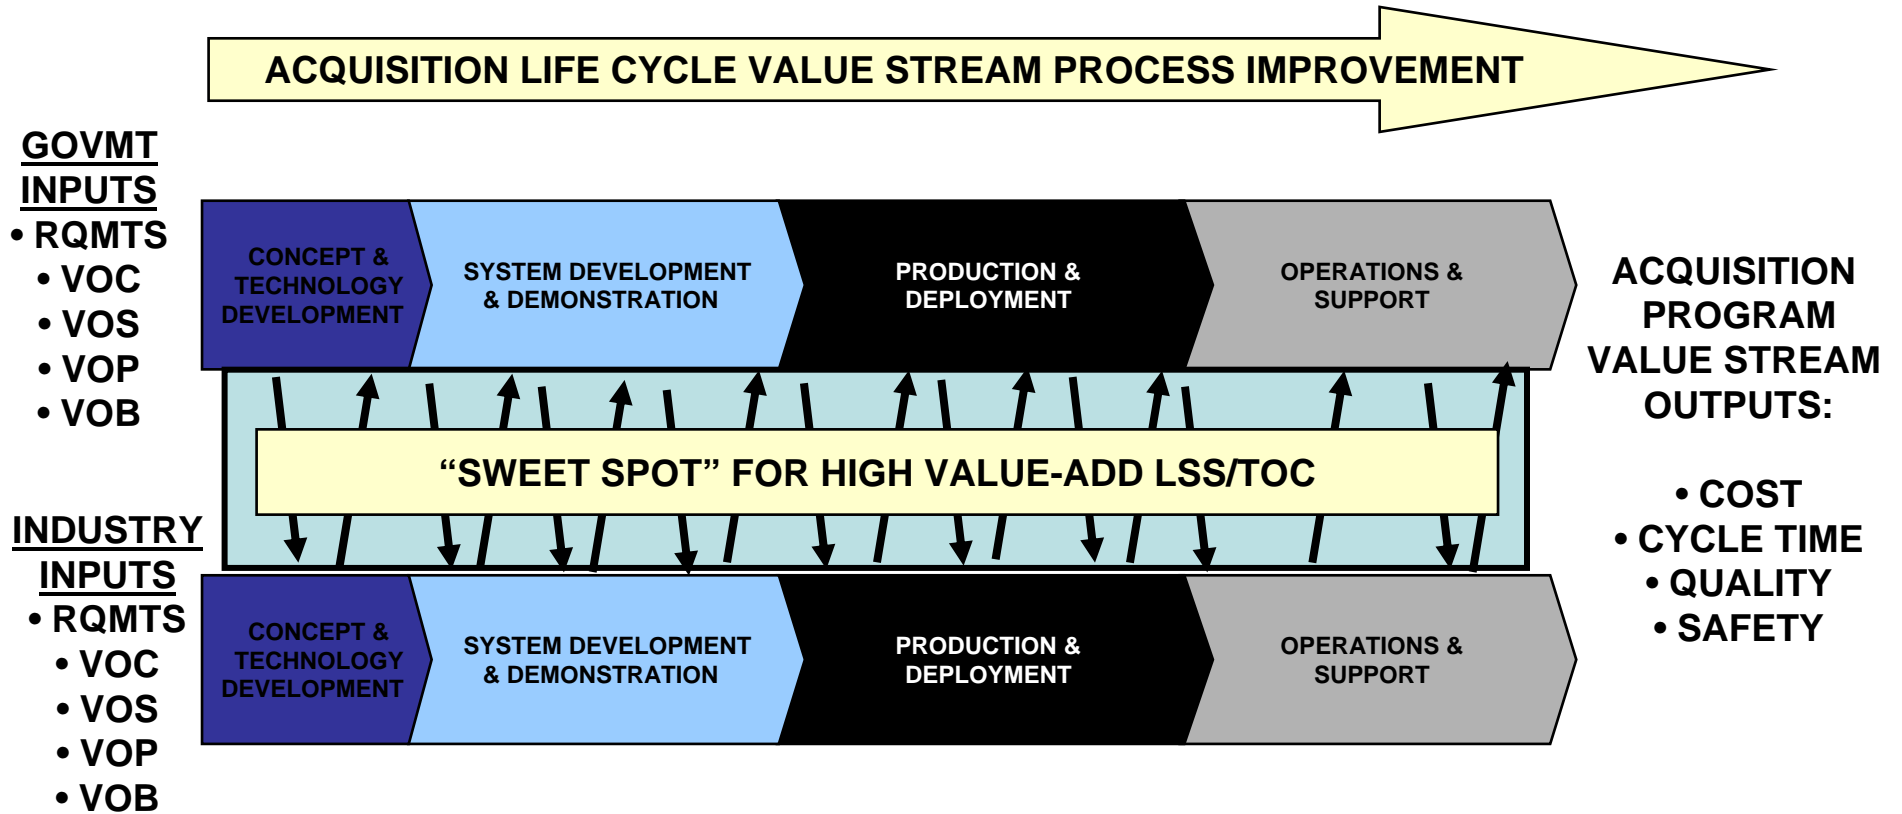 ACQUISITION LIFE CYCLE VALUE STREAM PROCESS IMPROVEMENT
GOVMT
INPUTS
• RQMTS
• VOC
• VOS
• VOP
• VOB
CONCEPT &
TECHNOLOGY
DEVELOPMENT
SYSTEM DEVELOPMENT
& DEMONSTRATION
PRODUCTION &
DEPLOYMENT
OPERATIONS &
SUPPORT
“SWEET SPOT” FOR HIGH VALUE-ADD LSS/TOC
INDUSTRY
INPUTS
• RQMTS
• VOC
• VOS
• VOP
• VOB
CONCEPT &
TECHNOLOGY
DEVELOPMENT
SYSTEM DEVELOPMENT
& DEMONSTRATION
PRODUCTION &
DEPLOYMENT
OPERATIONS &
SUPPORT
ACQUISITION
PROGRAM
VALUE STREAM
OUTPUTS:
• COST
• CYCLE TIME
• QUALITY
• SAFETY